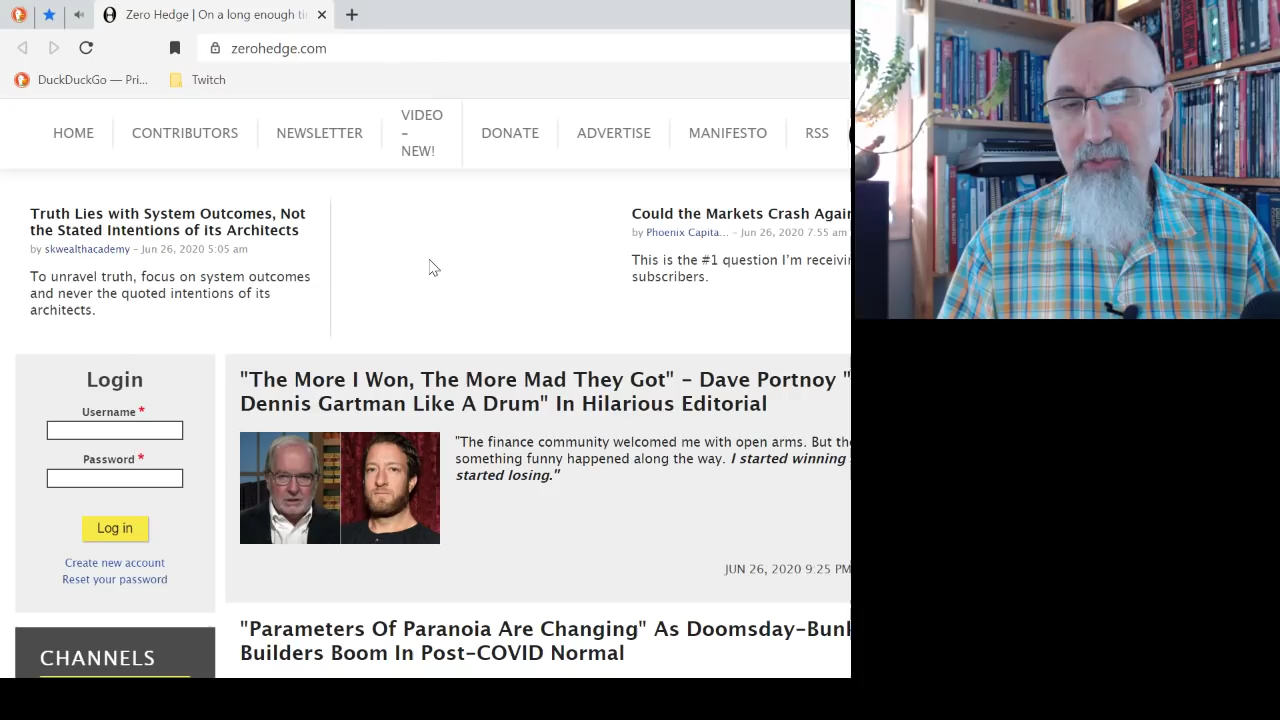 Zero Hedge | On a long enough ti
zerohedge.com
DuckDuckGo — Pri...
Twitch
HOME
CONTRIBUTORS
NEWSLETTER
VIDEO
–
NEW!
DONATE
ADVERTISE
MANIFESTO
RSS
Truth Lies with System Outcomes, Not
the Stated Intentions of its Architects
by skwealthacademy – Jun 26, 2020 5:05 am
To unravel truth, focus on system outcomes
and never the quoted intentions of its
architects.
Could the Markets Crash Again
by Phoenix Capita... – Jun 26, 2020 7:55 am
This is the #1 question I’m receivin
subscribers.
Login
Username *
Password *
Log in
Create new account
Reset your password
CHANNELS
"The More I Won, The More Mad They Got" – Dave Portnoy "
Dennis Gartman Like A Drum" In Hilarious Editorial
"The finance community welcomed me with open arms. But the
something funny happened along the way. I started winning
started losing."
JUN 26, 2020 9:25 PM
"Parameters Of Paranoia Are Changing" As Doomsday–Bunk
Builders Boom In Post–COVID Normal